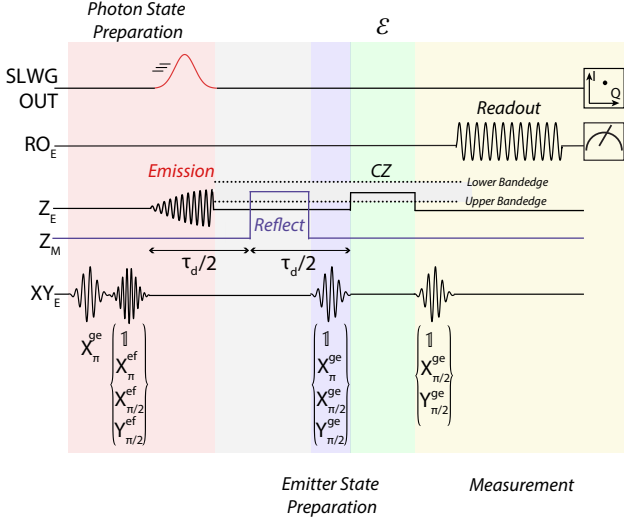 Photon State
Preparation
ℰ
SLWG
OUT
I
Q
Readout
RO_E
Emission
CZ
Lower Bandedge
Z_E
Upper Bandedge
Reflect
Z_M
τ_d/2
τ_d/2
XY_E
X_π^ge
𝟙
X_π^ef
X_π/2^ef
Y_π/2^ef
𝟙
X_π^ge
X_π/2^ge
Y_π/2^ge
𝟙
X_π/2^ge
Y_π/2^ge
Emitter State
Preparation
Measurement